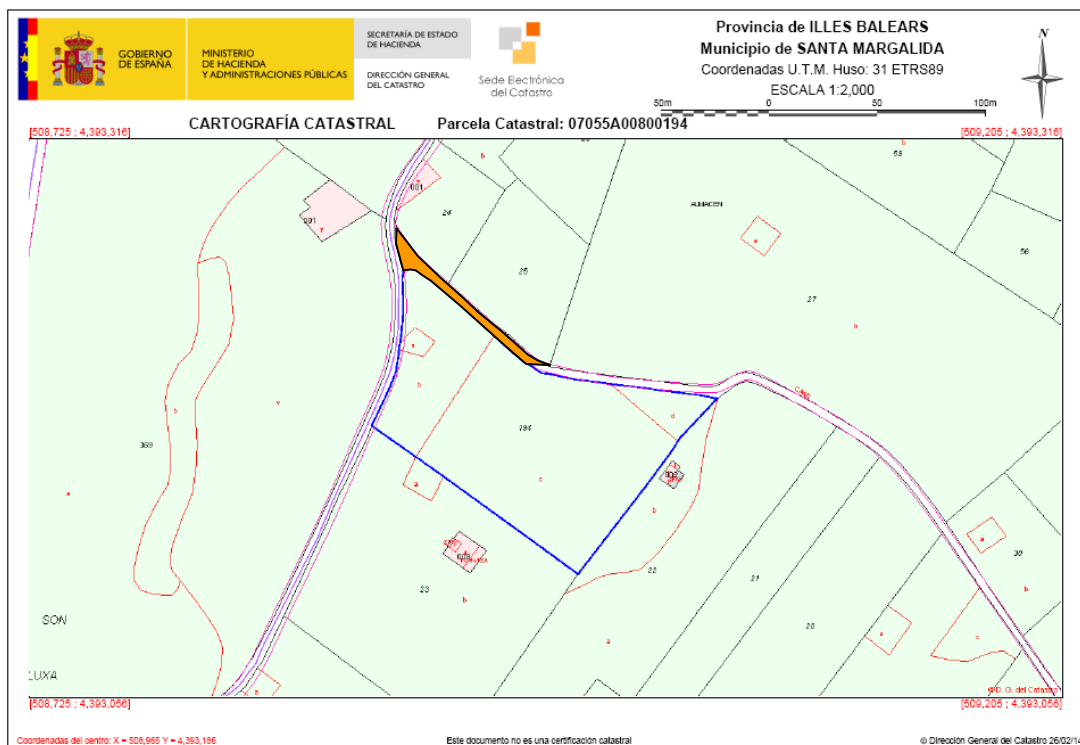 GOBIERNO
DE ESPAÑA
MINISTERIO
DE HACIENDA
Y ADMINISTRACIONES PÚBLICAS
SECRETARÍA DE ESTADO
DE HACIENDA
DIRECCIÓN GENERAL
DEL CATASTRO
Sede Electrónica
del Catastro
Provincia de ILLES BALEARS
Municipio de SANTA MARGALIDA
Coordenadas U.T.M. Huso: 31 ETRS89
ESCALA 1:2,000
N
50m 0 50 100m
CARTOGRAFÍA CATASTRAL Parcela Catastral: 07055A00800194
[508,725 ; 4,393,316] [509,205 ; 4,393,316]
b
58
b
001
24
ALMACEN
001
56
25
a
27
b
a
b
b
v
d
369
194
a
a
c
b
22
21
a
30
23
b
b
20
a
a
c
SON
LUXA
a
© D. G. del Catastro
[508,725 ; 4,393,056] [509,205 ; 4,393,056]
Coordenadas del centro: X = 508,965 Y = 4,393,186 Este documento no es una certificación catastral © Dirección General del Catastro 26/02/14